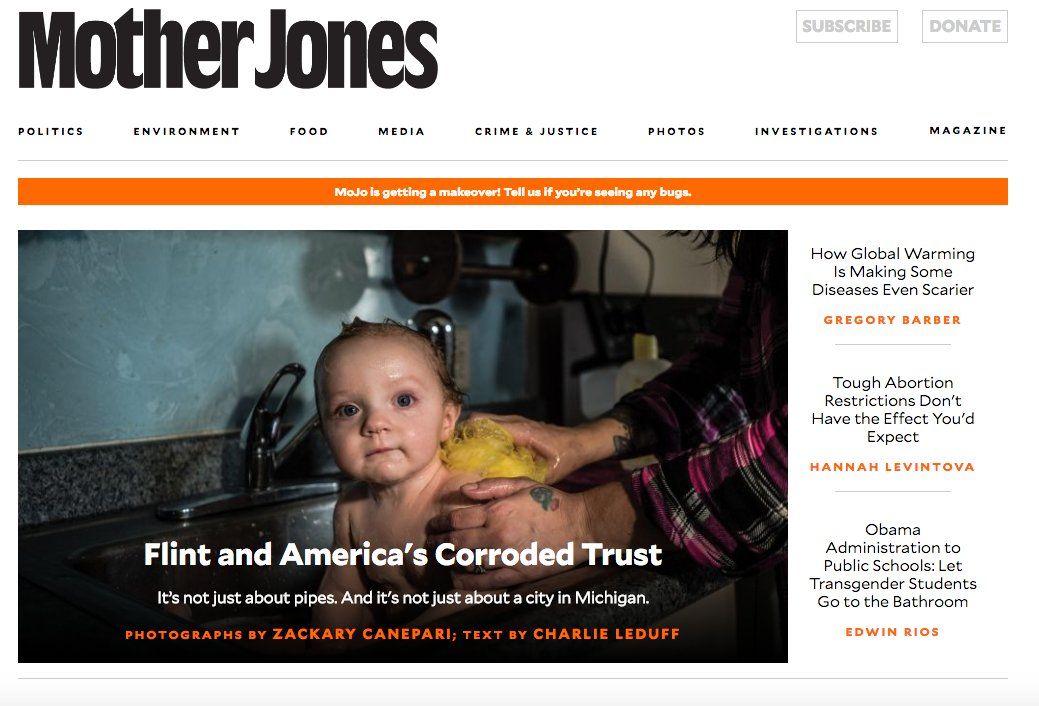 Mother Jones
SUBSCRIBE
DONATE
POLITICS ENVIRONMENT FOOD MEDIA CRIME & JUSTICE PHOTOS INVESTIGATIONS MAGAZINE
MoJo is getting a makeover! Tell us if you're seeing any bugs.
Flint and America's Corroded Trust
It's not just about pipes. And it's not just about a city in Michigan.
PHOTOGRAPHS BY ZACKARY CANEPARI; TEXT BY CHARLIE LEDUFF
How Global Warming
Is Making Some
Diseases Even Scarier
GREGORY BARBER
Tough Abortion
Restrictions Don't
Have the Effect You'd
Expect
HANNAH LEVINTOVA
Obama
Administration to
Public Schools: Let
Transgender Students
Go to the Bathroom
EDWIN RIOS